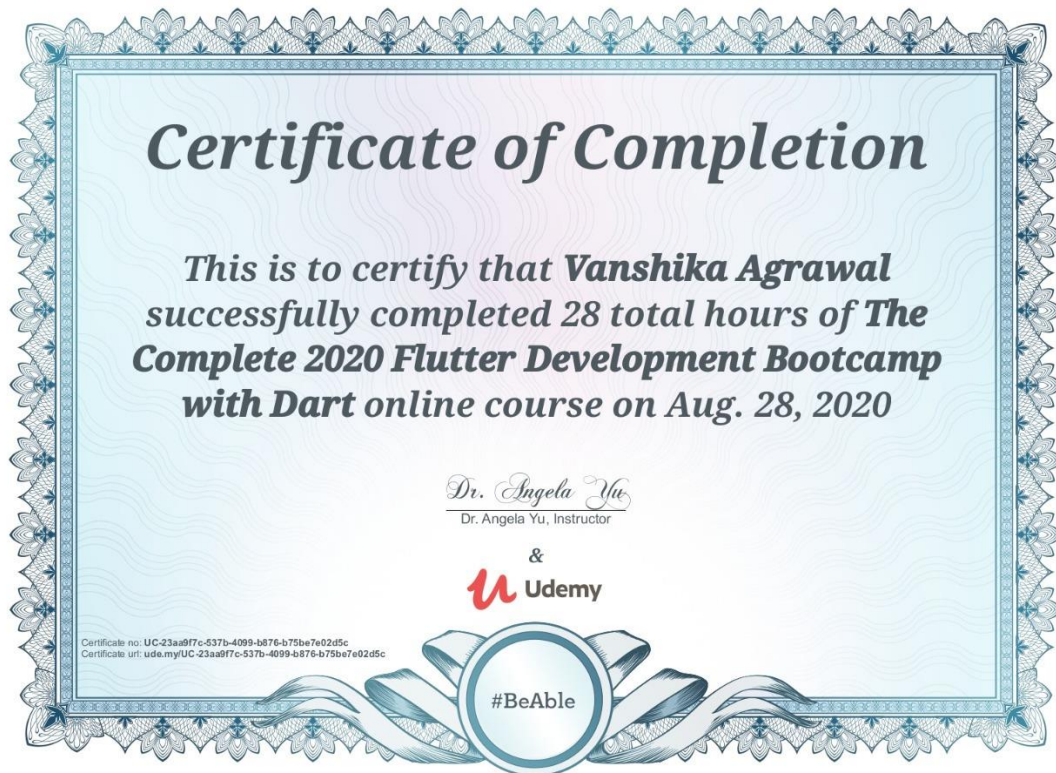 Certificate of Completion
This is to certify that Vanshika Agrawal
successfully completed 28 total hours of The
Complete 2020 Flutter Development Bootcamp
with Dart online course on Aug. 28, 2020
Dr. Angela Yu
Dr. Angela Yu, Instructor
&
Udemy
Certificate no: UC-23aa9f7c-537b-4099-b876-b75be7e02d5c
Certificate url: ude.my/UC-23aa9f7c-537b-4099-b876-b75be7e02d5c
#BeAble